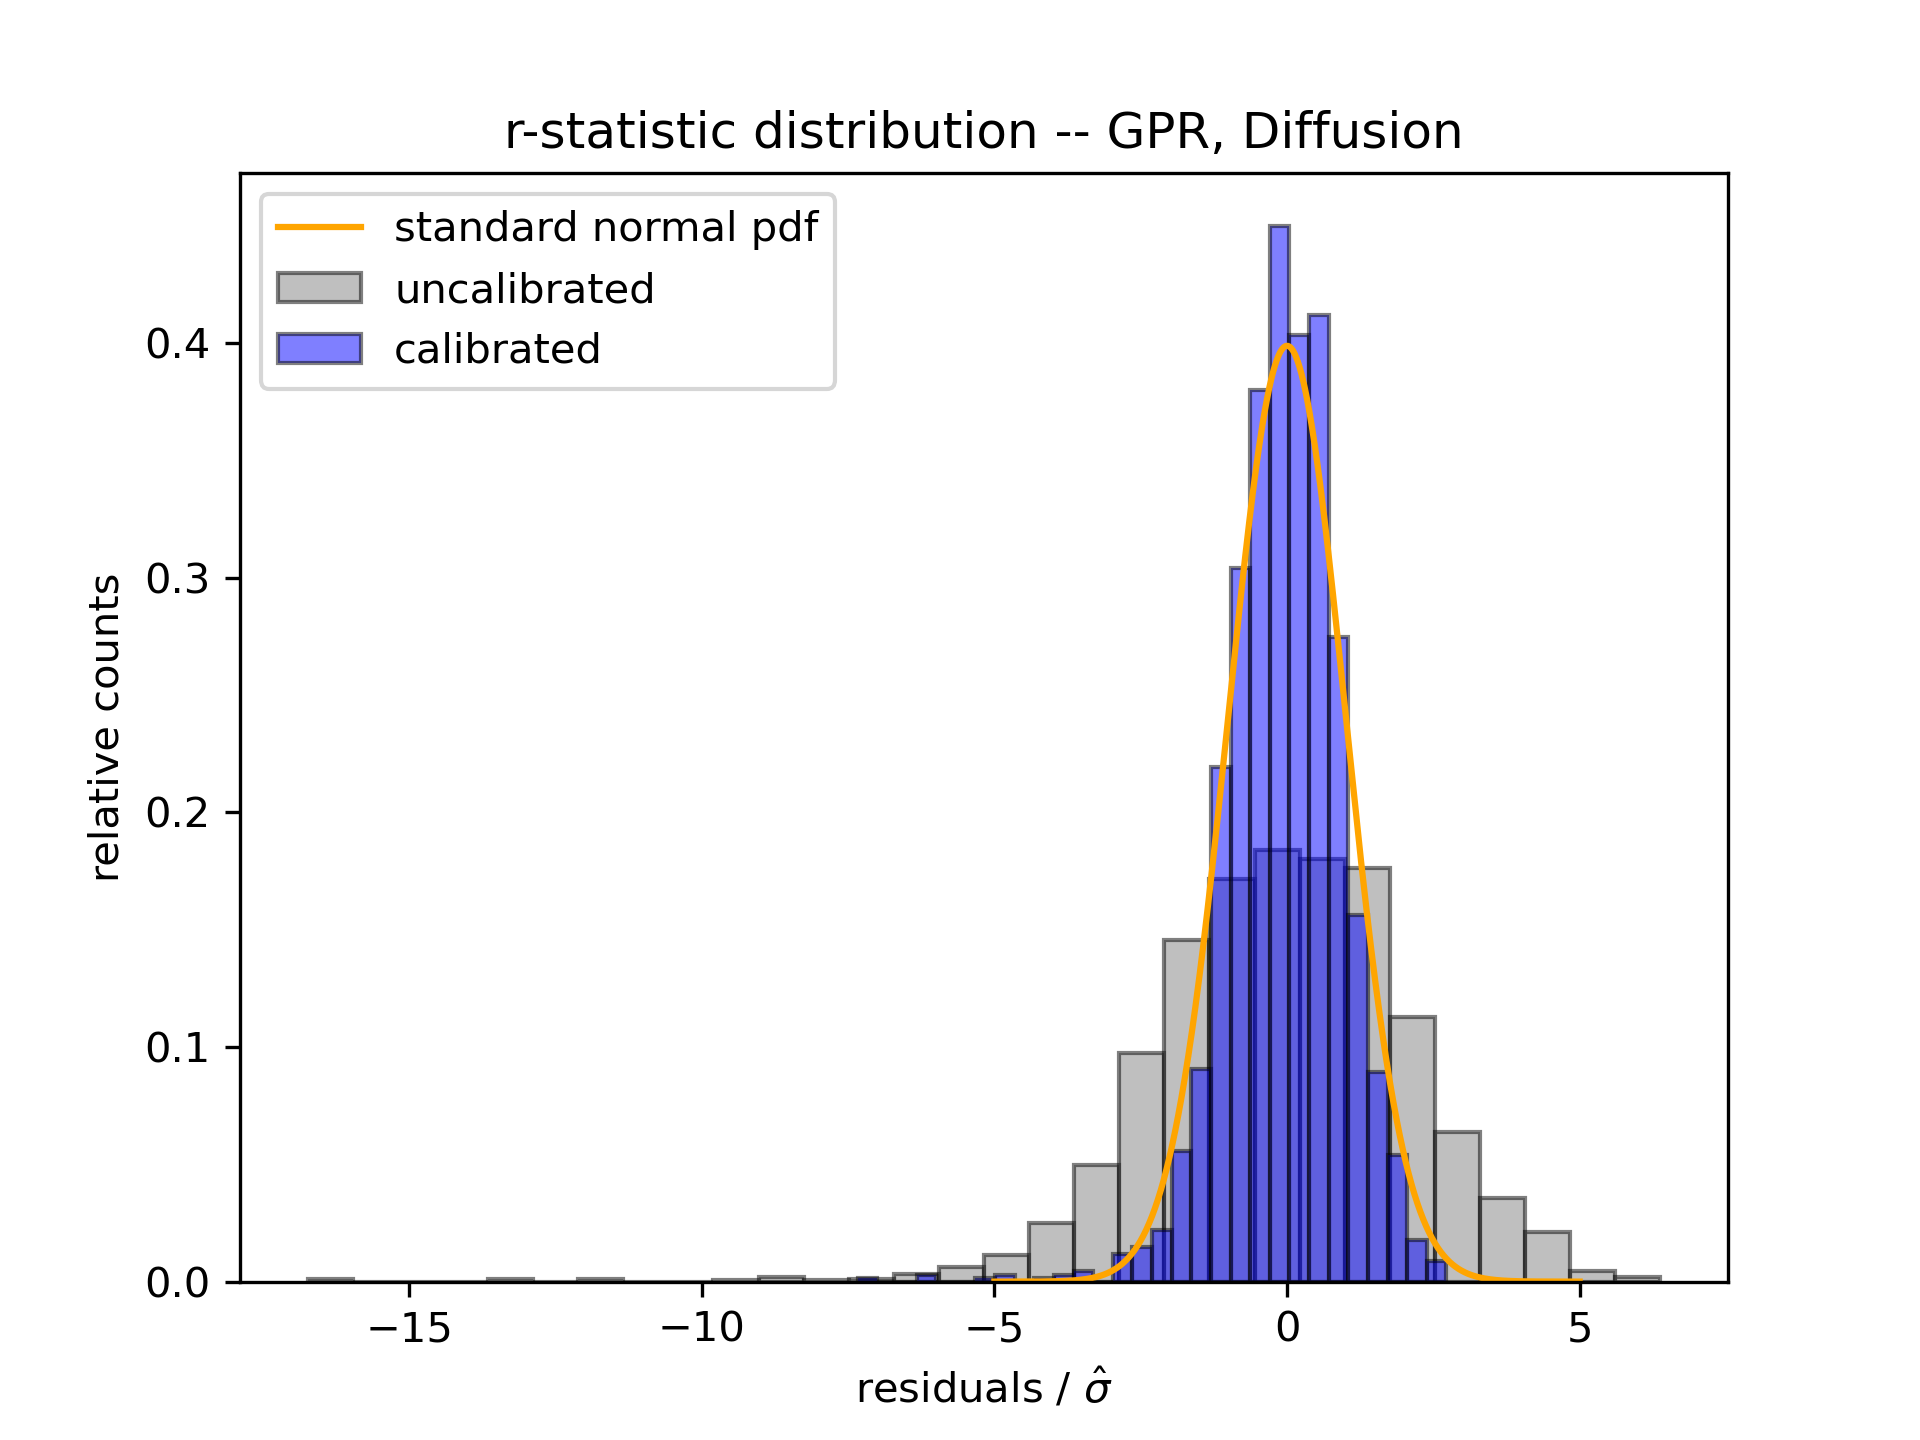 r-statistic distribution -- GPR, Diffusion
standard normal pdf
uncalibrated
calibrated
relative counts
0.4
0.3
0.2
0.1
0.0
−15 −10 −5 0 5
residuals / σ̂